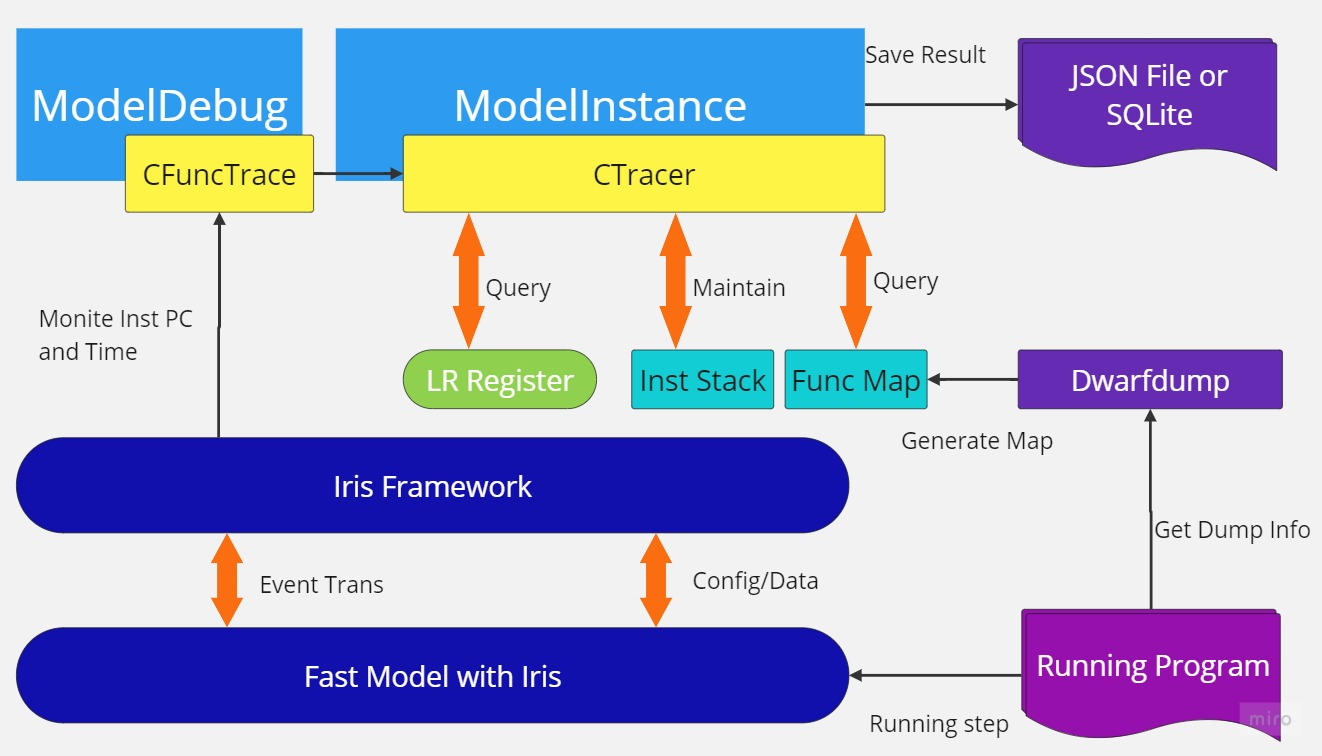 Save Result
JSON File or
SQLite
ModelDebug
ModelInstance
CFuncTrace
CTracer
Query
Maintain
Query
Monite Inst PC
and Time
LR Register
Inst Stack
Func Map
Dwarfdump
Generate Map
Iris Framework
Get Dump Info
Event Trans
Config/Data
Fast Model with Iris
Running Program
Running step
miro